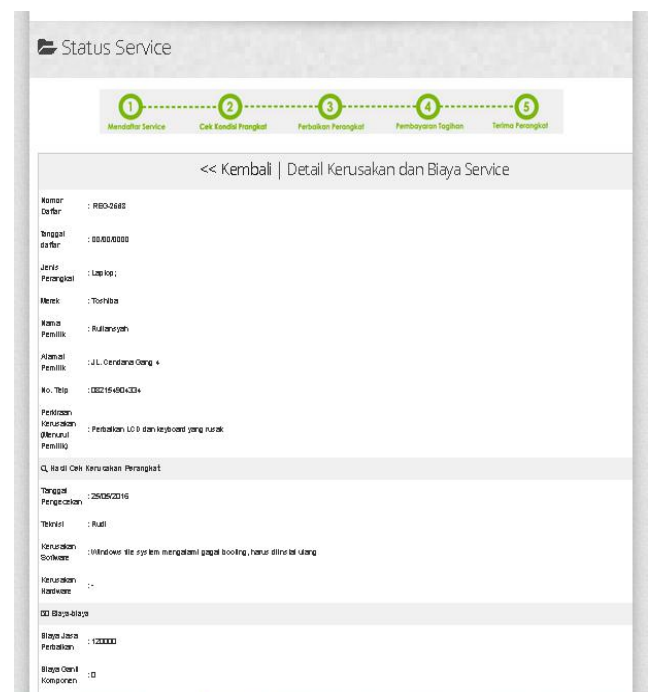 Status Service
1 2 3 4 5
Mendaftar Service Cek Kondisi Prangkat Perbaikan Perangkat Pembayaran Tagihan Terima Perangkat
<< Kembali | Detail Kerusakan dan Biaya Service
Nomor
Daftar : REG-2688
Tanggal
daftar : 00/00/0000
Jenis
Perangkat : Laptop;
Merek : Toshiba
Nama
Pemilik : Ruliansyah
Alamat
Pemilik : JL. Cendana Gang 4
No. Telp : 082154904334
Perkiraan
Kerusakan
(Menurut
Pemilik) : Perbaikan LCD dan keyboard yang rusak
Hasil Cek Kerusakan Perangkat
Tanggal
Pengecekan : 25/05/2016
Teknisi : Rudi
Kerusakan
Software : Windows file system mengalami gagal booting, harus diinstal ulang
Kerusakan
Hardware : -
Biaya-biaya
Biaya Jasa
Perbaikan : 120000
Biaya Ganti
Komponen : 0